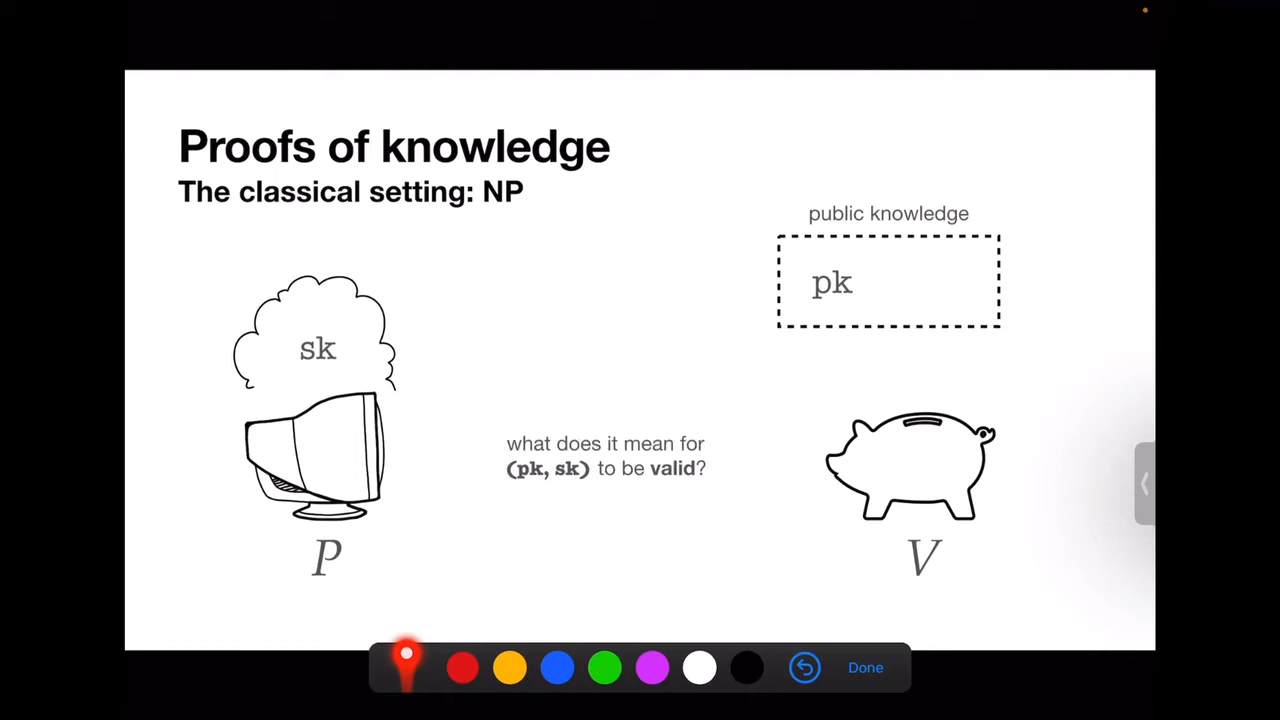 Proofs of knowledge
The classical setting: NP
public knowledge
pk
sk
what does it mean for
(pk, sk) to be valid?
P
V
Done